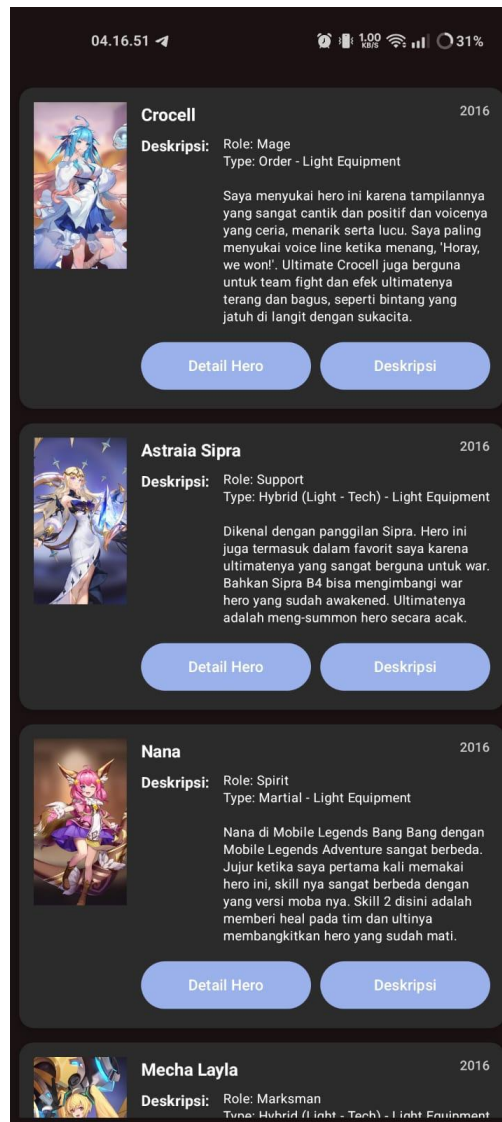 04.16.51
1.00
KB/S
31%
Crocell
2016
Deskripsi:
Role: Mage
Type: Order - Light Equipment
Saya menyukai hero ini karena tampilannya
yang sangat cantik dan positif dan voicenya
yang ceria, menarik serta lucu. Saya paling
menyukai voice line ketika menang, 'Horay,
we won!'. Ultimate Crocell juga berguna
untuk team fight dan efek ultimatenya
terang dan bagus, seperti bintang yang
jatuh di langit dengan sukacita.
Detail Hero
Deskripsi
Astraia Sipra
2016
Deskripsi:
Role: Support
Type: Hybrid (Light - Tech) - Light Equipment
Dikenal dengan panggilan Sipra. Hero ini
juga termasuk dalam favorit saya karena
ultimatenya yang sangat berguna untuk war.
Bahkan Sipra B4 bisa mengimbangi war
hero yang sudah awakened. Ultimatenya
adalah meng-summon hero secara acak.
Detail Hero
Deskripsi
Nana
2016
Deskripsi:
Role: Spirit
Type: Martial - Light Equipment
Nana di Mobile Legends Bang Bang dengan
Mobile Legends Adventure sangat berbeda.
Jujur ketika saya pertama kali memakai
hero ini, skill nya sangat berbeda dengan
yang versi moba nya. Skill 2 disini adalah
memberi heal pada tim dan ultinya
membangkitkan hero yang sudah mati.
Detail Hero
Deskripsi
Mecha Layla
2016
Deskripsi:
Role: Marksman
Type: Hybrid (Light - Tech) - Light Equipment